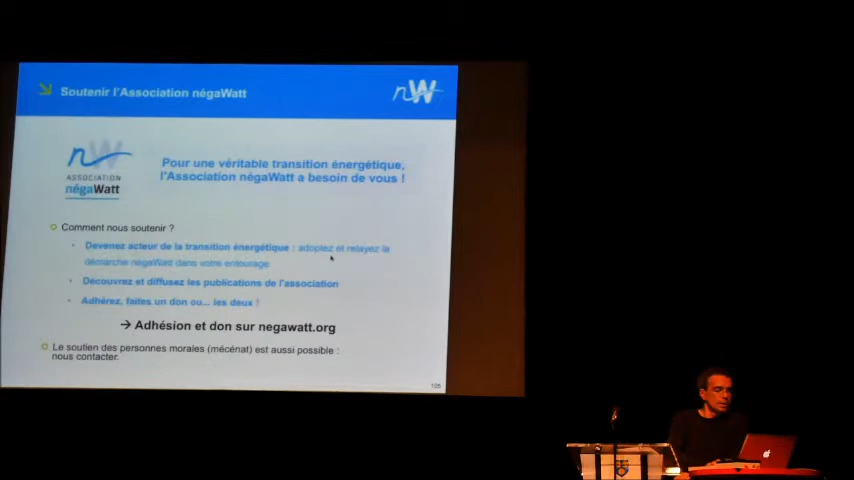 Soutenir l'Association négaWatt
nW
nW
ASSOCIATION
négaWatt
Pour une véritable transition énergétique,
l'Association négaWatt a besoin de vous !
Comment nous soutenir ?
Devenez acteur de la transition énergétique : adoptez et relayez la
démarche négaWatt dans votre entourage
Découvrez et diffusez les publications de l'association
Adhérez, faites un don ou... les deux !
→ Adhésion et don sur negawatt.org
Le soutien des personnes morales (mécénat) est aussi possible :
nous contacter.
105